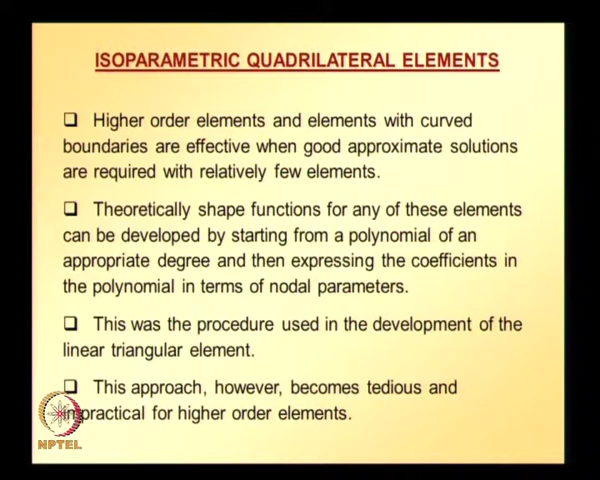 ISOPARAMETRIC QUADRILATERAL ELEMENTS
❑ Higher order elements and elements with curved
boundaries are effective when good approximate solutions
are required with relatively few elements.
❑ Theoretically shape functions for any of these elements
can be developed by starting from a polynomial of an
appropriate degree and then expressing the coefficients in
the polynomial in terms of nodal parameters.
❑ This was the procedure used in the development of the
linear triangular element.
❑ This approach, however, becomes tedious and
impractical for higher order elements.
NPTEL